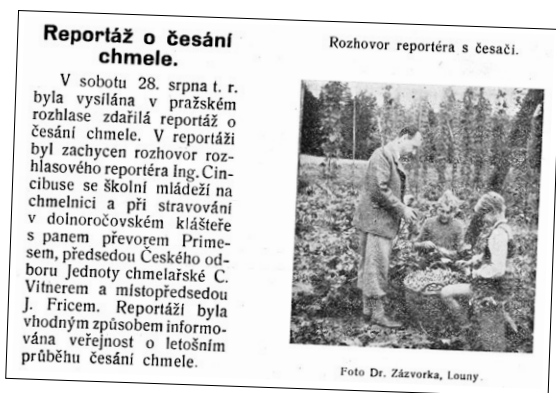 Reportáž o česání
chmele.
V sobotu 28. srpna t. r.
byla vysílána v pražském
rozhlase zdařilá reportáž o
česání chmele. V reportáži
byl zachycen rozhovor roz-
hlasového reportéra Ing. Cin-
cibuse se školní mládeží na
chmelnici a při stravování
v dolnoročovském klášteře
s panem převorem Prime-
sem, předsedou Českého od-
boru Jednoty chmelařské C.
Vitnerem a místopředsedou
J. Fricem. Reportáží byla
vhodným způsobem informo-
vána veřejnost o letošním
průběhu česání chmele.
Rozhovor reportéra s česači.
Foto Dr. Zázvorka, Louny.